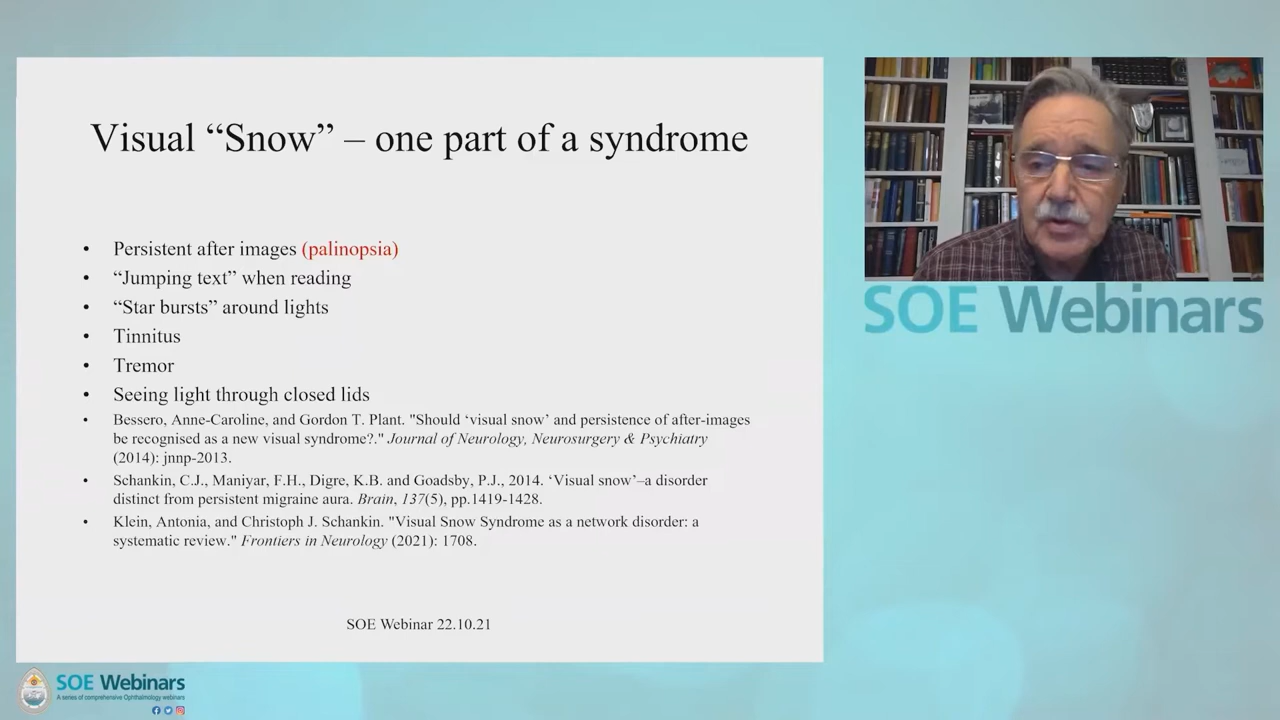 Visual “Snow” – one part of a syndrome
• Persistent after images (palinopsia)
• “Jumping text” when reading
• “Star bursts” around lights
• Tinnitus
• Tremor
• Seeing light through closed lids
• Bessero, Anne-Caroline, and Gordon T. Plant. "Should ‘visual snow’ and persistence of after-images
be recognised as a new visual syndrome?." Journal of Neurology, Neurosurgery & Psychiatry
(2014): jnnp-2013.
• Schankin, C.J., Maniyar, F.H., Digre, K.B. and Goadsby, P.J., 2014. ‘Visual snow’–a disorder
distinct from persistent migraine aura. Brain, 137(5), pp.1419-1428.
• Klein, Antonia, and Christoph J. Schankin. "Visual Snow Syndrome as a network disorder: a
systematic review." Frontiers in Neurology (2021): 1708.
SOE Webinar 22.10.21
SOE Webinars
SOE Webinars
A series of comprehensive Ophthalmology webinars